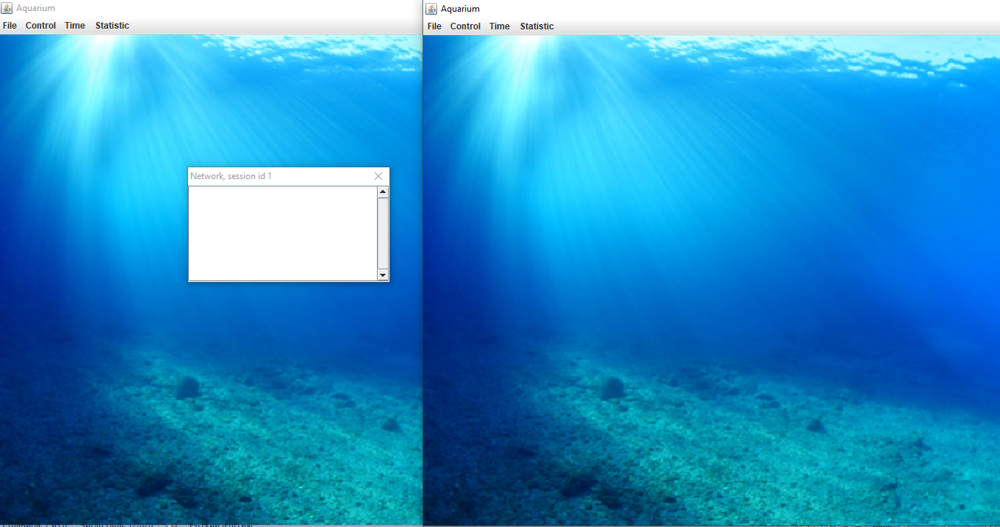 Aquarium
File Control Time Statistic
Network, session id 1
Aquarium
File Control Time Statistic